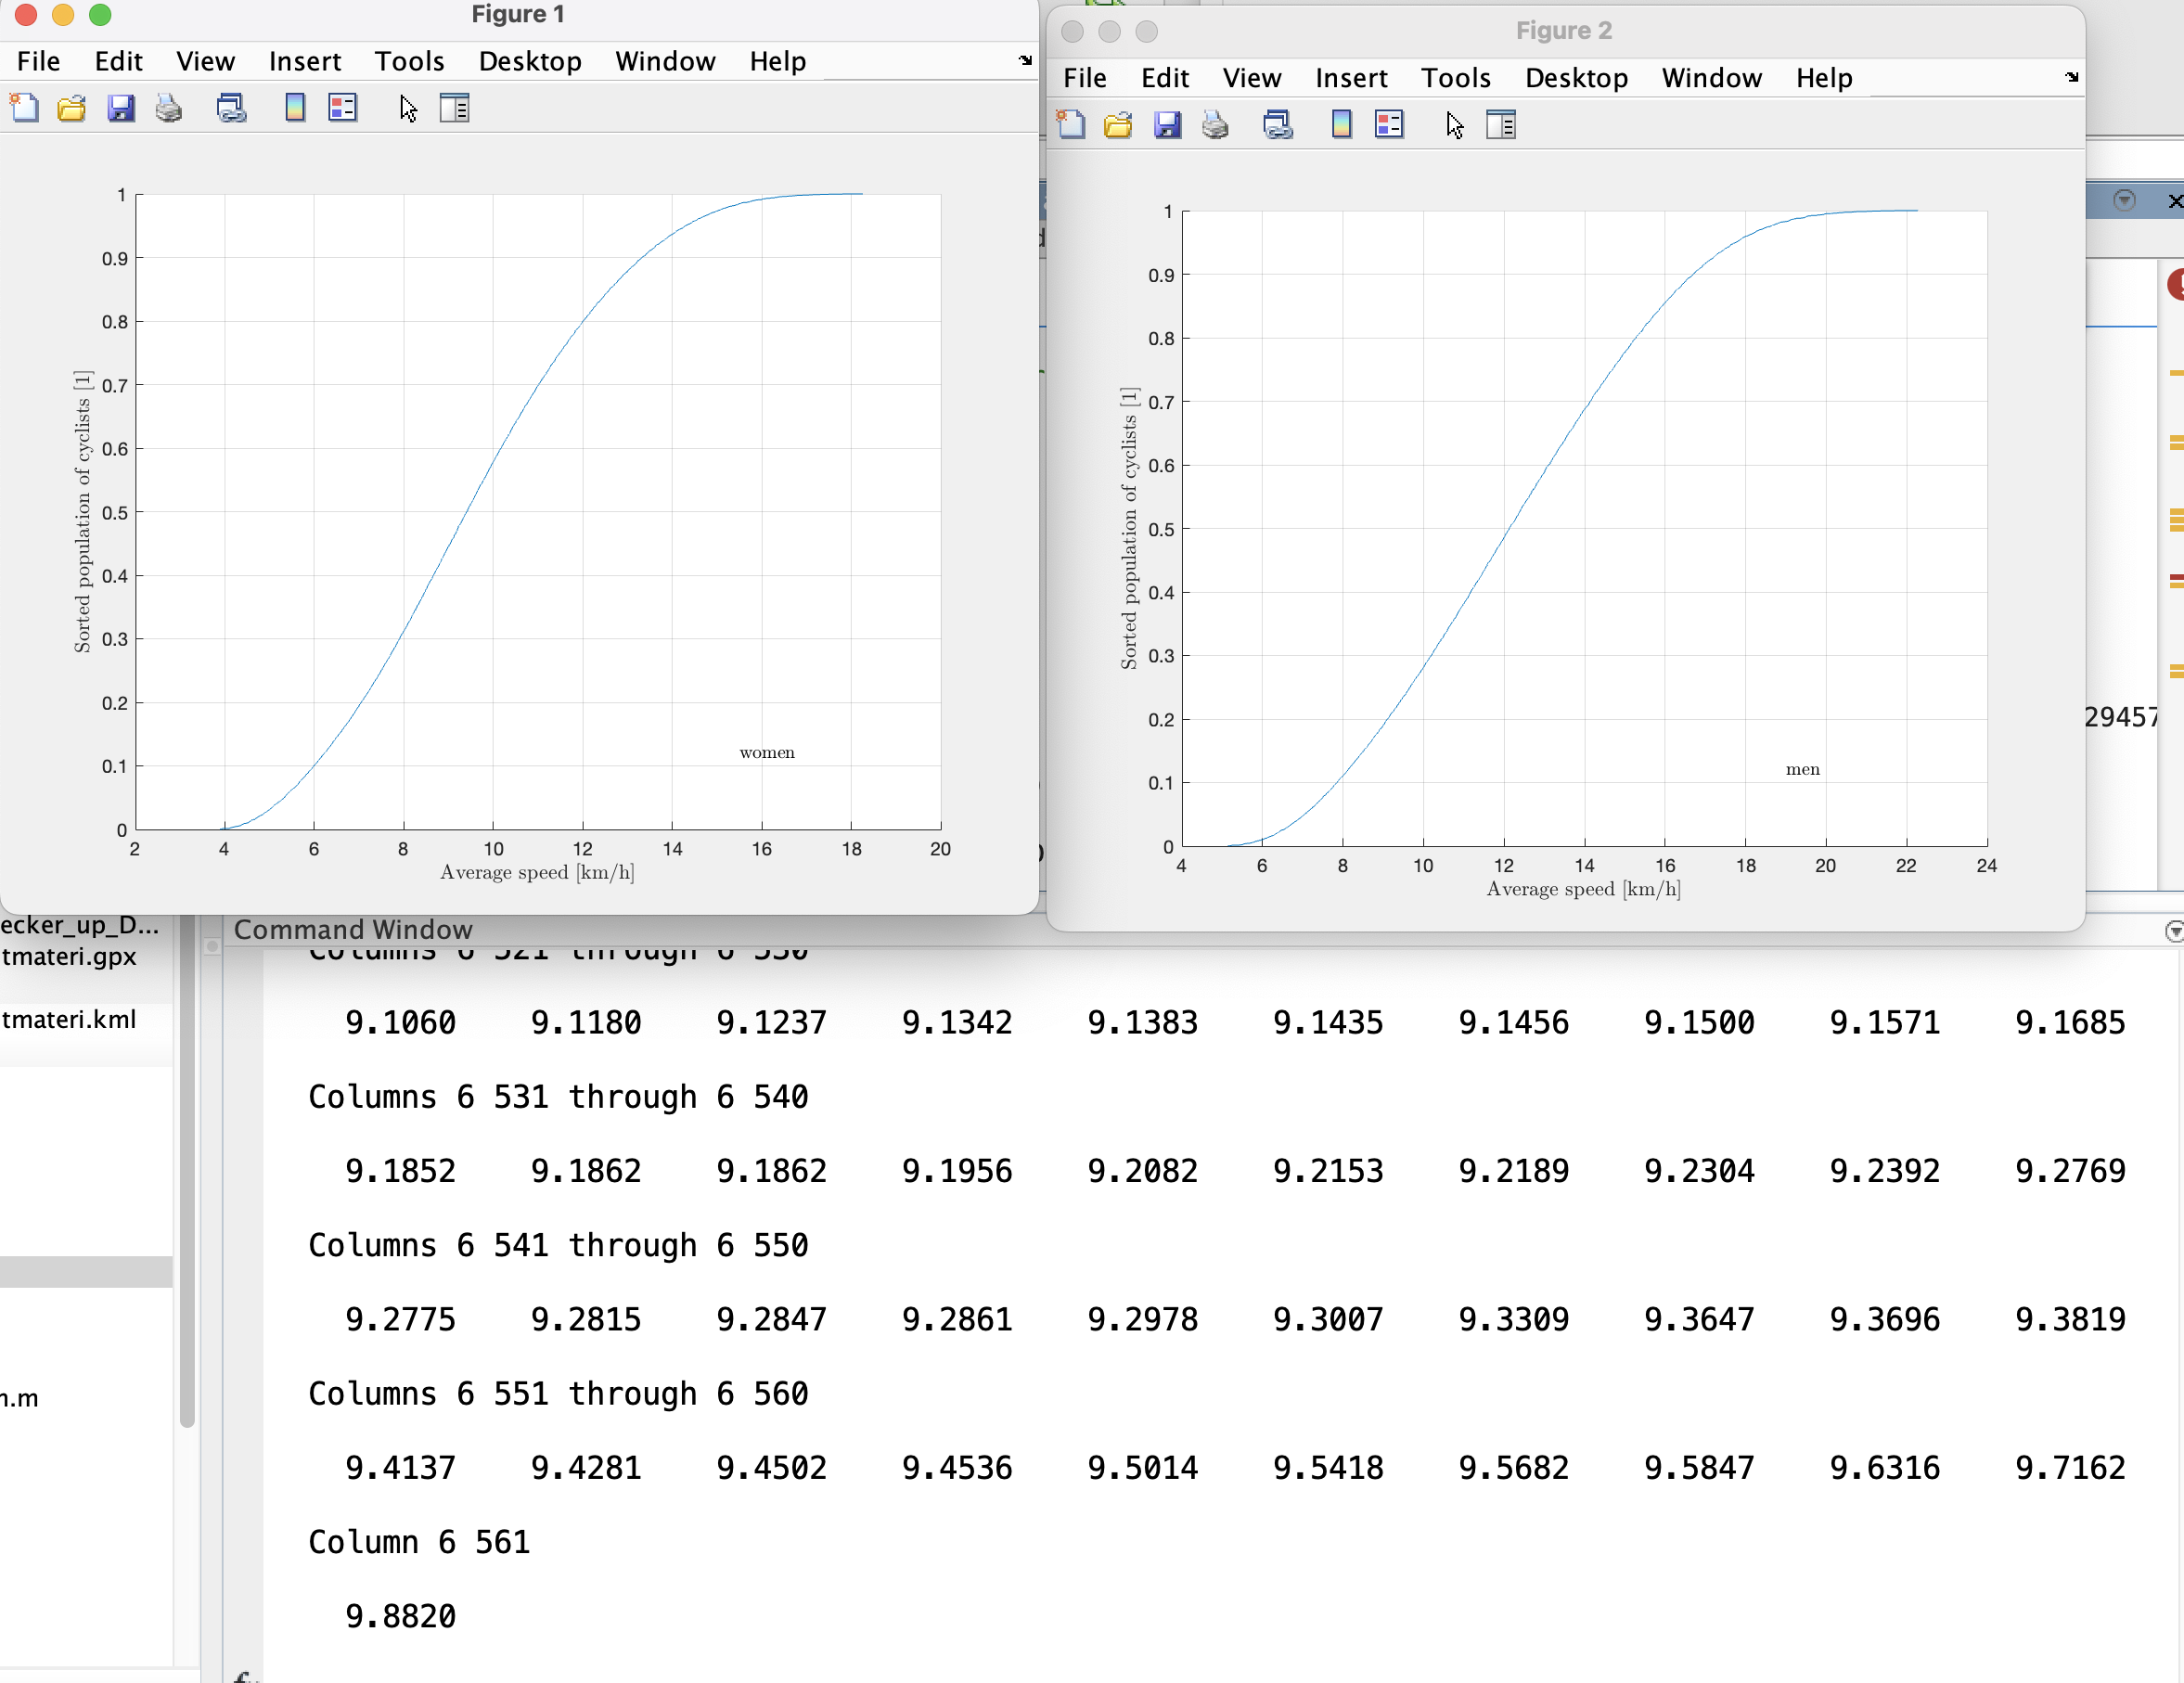 Figure 1
File Edit View Insert Tools Desktop Window Help
1
0.9
0.8
0.7
0.6
0.5
0.4
0.3
0.2
0.1
0
Sorted population of cyclists [1]
women
2 4 6 8 10 12 14 16 18 20
Average speed [km/h]
Figure 2
File Edit View Insert Tools Desktop Window Help
1
0.9
0.8
0.7
0.6
0.5
0.4
0.3
0.2
0.1
0
Sorted population of cyclists [1]
men
4 6 8 10 12 14 16 18 20 22 24
Average speed [km/h]
29457
ecker_up_D...
tmateri.gpx
tmateri.kml
.m
Command Window
Columns 6 521 through 6 530
9.1060 9.1180 9.1237 9.1342 9.1383 9.1435 9.1456 9.1500 9.1571 9.1685
Columns 6 531 through 6 540
9.1852 9.1862 9.1862 9.1956 9.2082 9.2153 9.2189 9.2304 9.2392 9.2769
Columns 6 541 through 6 550
9.2775 9.2815 9.2847 9.2861 9.2978 9.3007 9.3309 9.3647 9.3696 9.3819
Columns 6 551 through 6 560
9.4137 9.4281 9.4502 9.4536 9.5014 9.5418 9.5682 9.5847 9.6316 9.7162
Column 6 561
9.8820